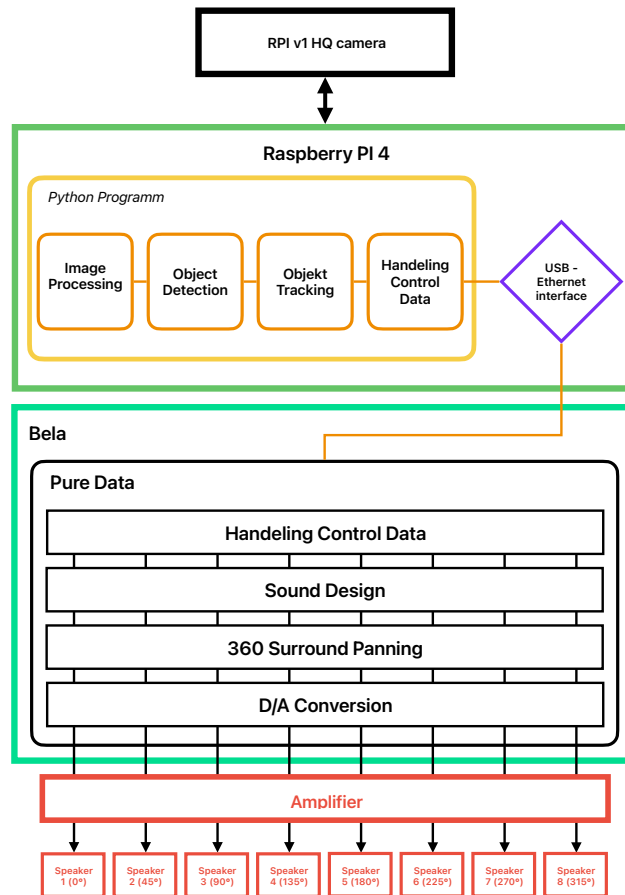 RPI v1 HQ camera
Raspberry PI 4
Python Programm
Image
Processing
Object
Detection
Objekt
Tracking
Handeling
Control
Data
USB -
Ethernet
interface
Bela
Pure Data
Handeling Control Data
Sound Design
360 Surround Panning
D/A Conversion
Amplifier
Speaker
1 (0°)
Speaker
2 (45°)
Speaker
3 (90°)
Speaker
4 (135°)
Speaker
5 (180°)
Speaker
6 (225°)
Speaker
7 (270°)
Speaker
8 (315°)